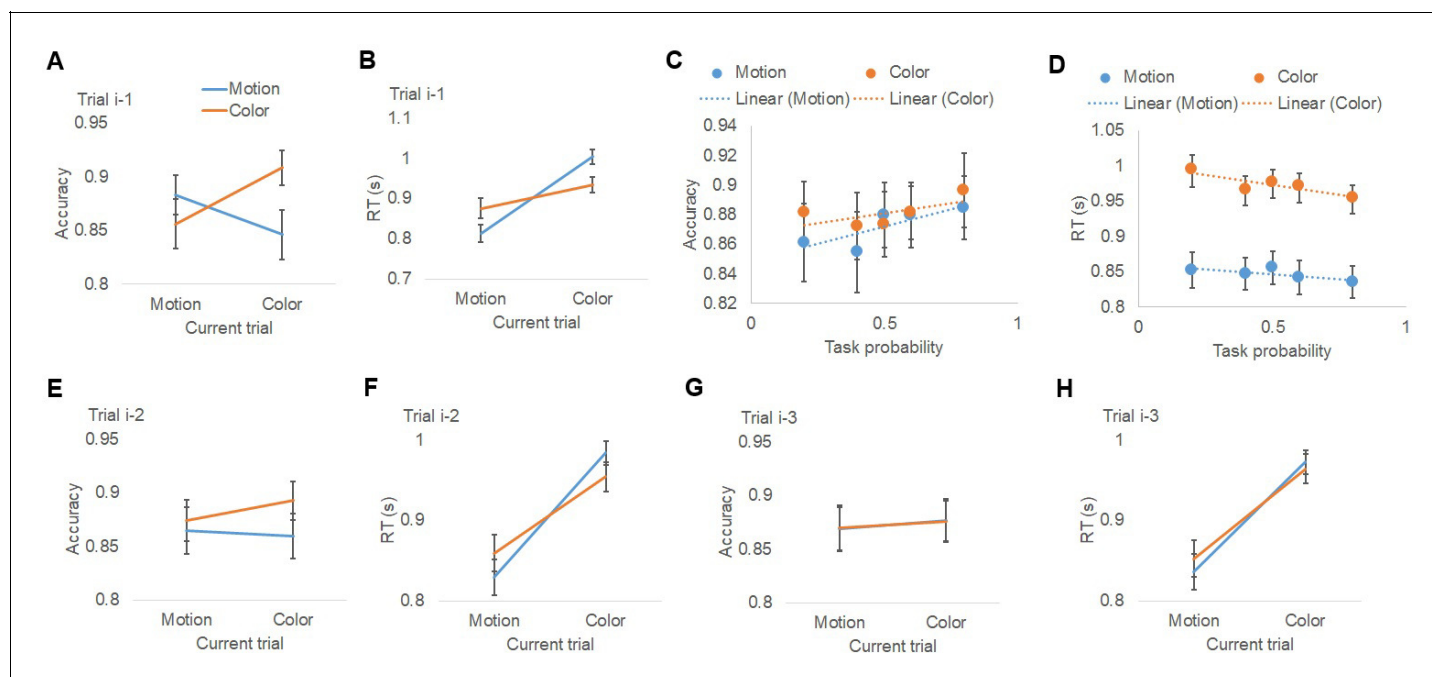 A
Trial i-1
Motion
Color
0.95
0.9
0.85
0.8
Accuracy
Motion Color
Current trial
B
Trial i-1
1.1
1
0.9
0.8
0.7
RT (s)
Motion Color
Current trial
C
Motion Color
Linear (Motion) Linear (Color)
0.94
0.92
0.9
0.88
0.86
0.84
0.82
Accuracy
0 0.5 1
Task probability
D
Motion Color
Linear (Motion) Linear (Color)
1.05
1
0.95
0.9
0.85
0.8
RT (s)
0 0.5 1
Task probability
E
Trial i-2
0.95
0.9
0.85
0.8
Accuracy
Motion Color
Current trial
F
Trial i-2
1
0.9
0.8
RT (s)
Motion Color
Current trial
G
Trial i-3
0.95
0.9
0.85
0.8
Accuracy
Motion Color
Current trial
H
Trial i-3
1
0.9
0.8
RT (s)
Motion Color
Current trial